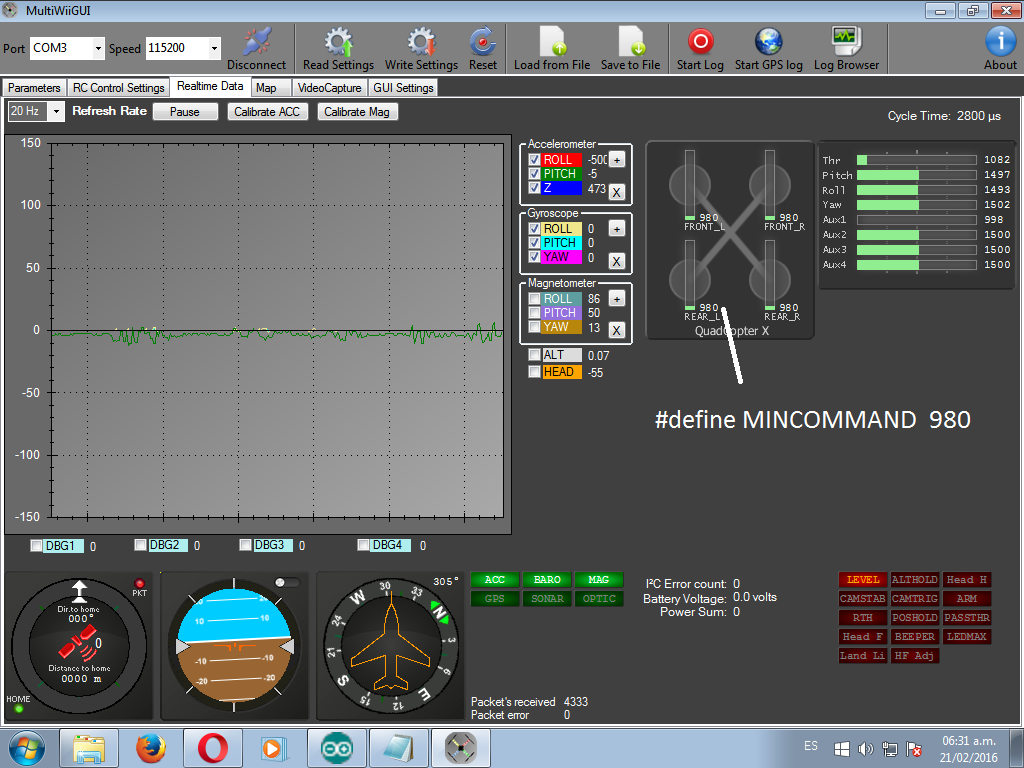 MultiWiiGUI
Port COM3 Speed 115200 Disconnect Read Settings Write Settings Reset Load from File Save to File Start Log Start GPS log Log Browser About
Parameters RC Control Settings Realtime Data Map VideoCapture GUI Settings
20 Hz Refresh Rate Pause Calibrate ACC Calibrate Mag
Cycle Time: 2800 µs
150
100
50
0
-50
-100
-150
Accelerometer
ROLL -500 +
PITCH -5
Z 473 X
Gyroscope
ROLL 0 +
PITCH 0
YAW 0 X
Magnetometer
ROLL 86 +
PITCH 50
YAW 13 X
ALT 0.07
HEAD -55
980 980
FRONT_L FRONT_R
980 980
REAR_L REAR_R
QuadCopter X
Thr 1082
Pitch 1497
Roll 1493
Yaw 1502
Aux1 998
Aux2 1500
Aux3 1500
Aux4 1500
#define MINCOMMAND 980
DBG1 0 DBG2 0 DBG3 0 DBG4 0
PKT
Dir.to home
000°
0
Distance to home
0000 m
HOME
20 20
10 10
-10 -10
-20 -20
305°
N 3 6 E 12 15 S 21 24 W 30 33
ACC BARO MAG
GPS SONAR OPTIC
I²C Error count: 0
Battery Voltage: 0.0 volts
Power Sum: 0
LEVEL ALTHOLD Head H
CAMSTAB CAMTRIG ARM
RTH POSHOLD PASSTHR
Head F BEEPER LEDMAX
Land Li HF Adj
Packet's received 4333
Packet error 0
ES
06:31 a.m.
21/02/2016